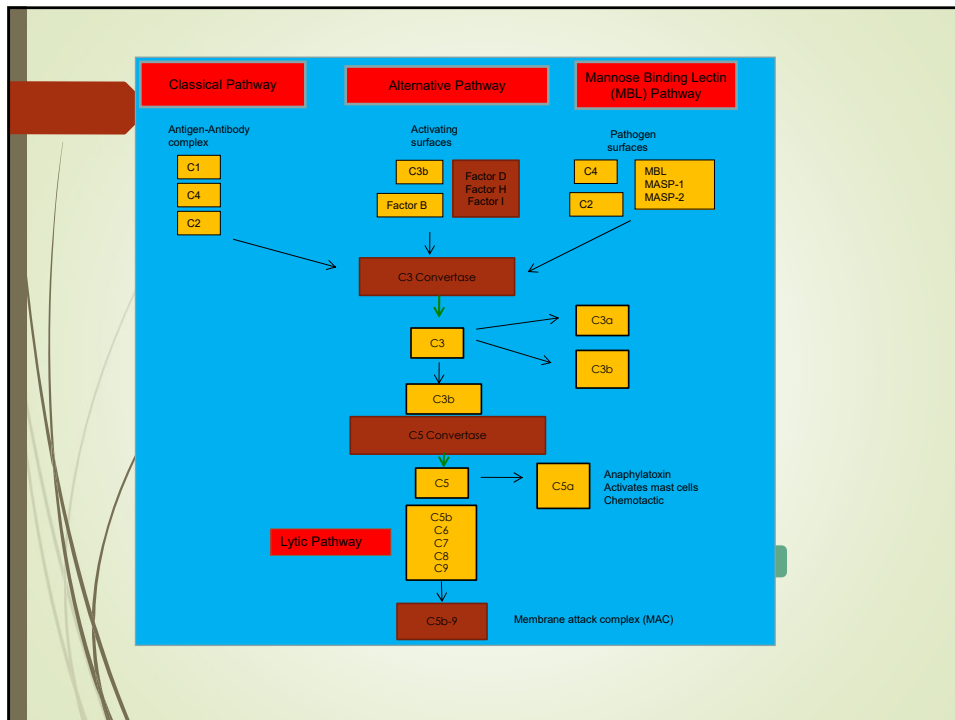 Classical Pathway
Alternative Pathway
Mannose Binding Lectin
(MBL) Pathway
Antigen-Antibody
complex
C1
C4
C2
Activating
surfaces
C3b
Factor B
Factor D
Factor H
Factor I
Pathogen
surfaces
C4
C2
MBL
MASP-1
MASP-2
C3 Convertase
C3
C3a
C3b
C3b
C5 Convertase
C5
C5a
Anaphylatoxin
Activates mast cells
Chemotactic
Lytic Pathway
C5b
C6
C7
C8
C9
C5b-9
Membrane attack complex (MAC)